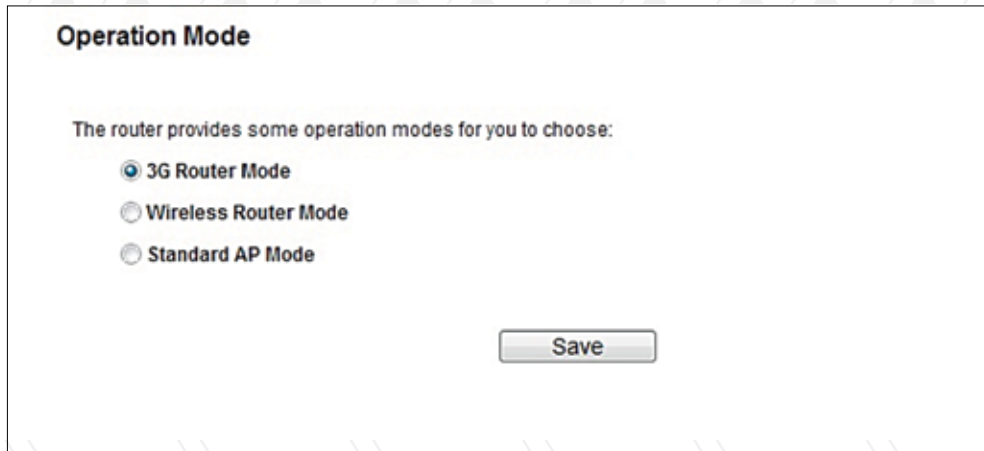 Operation Mode
The router provides some operation modes for you to choose:
3G Router Mode
Wireless Router Mode
Standard AP Mode
Save